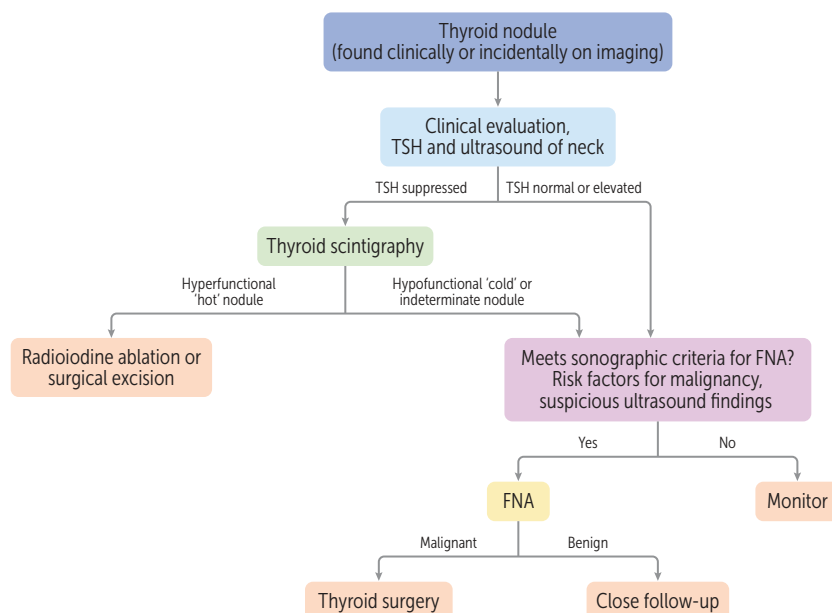 Thyroid nodule
(found clinically or incidentally on imaging)
Clinical evaluation,
TSH and ultrasound of neck
TSH suppressed
TSH normal or elevated
Thyroid scintigraphy
Hyperfunctional
'hot' nodule
Hypofunctional 'cold' or
indeterminate nodule
Radioiodine ablation or
surgical excision
Meets sonographic criteria for FNA?
Risk factors for malignancy,
suspicious ultrasound findings
Yes
No
FNA
Monitor
Malignant
Benign
Thyroid surgery
Close follow-up